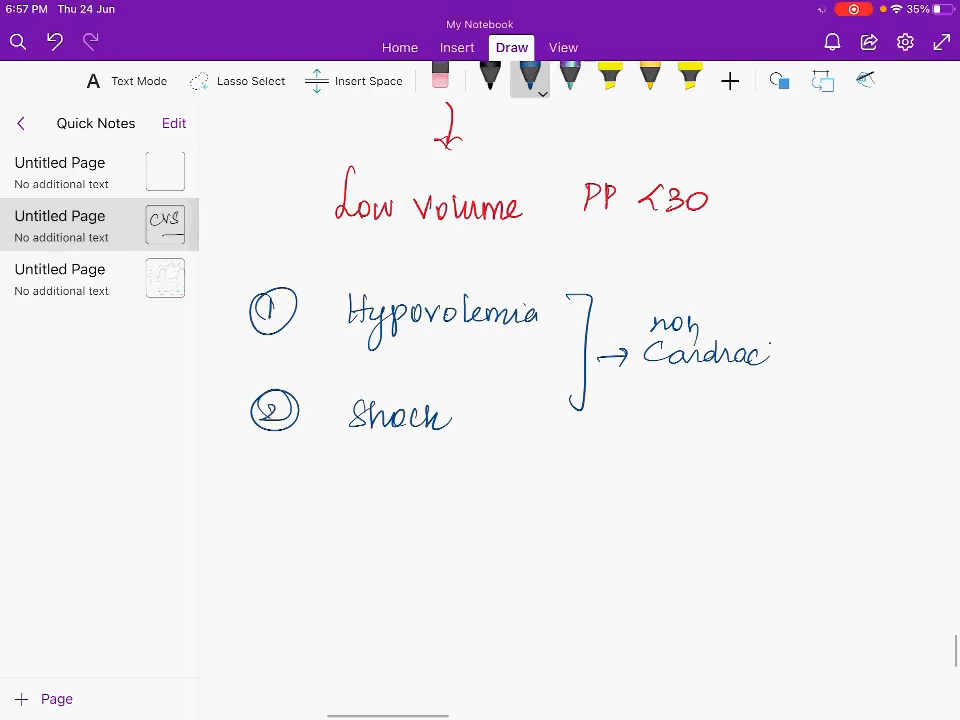 6:57 PM Thu 24 Jun
35%
My Notebook
Home Insert Draw View
Text Mode Lasso Select Insert Space
Quick Notes Edit
Untitled Page
No additional text
Untitled Page
No additional text
CNS
Untitled Page
No additional text
Low volume PP <30
1 Hypovolemia
non
→ Cardiac
2 Shock
+ Page